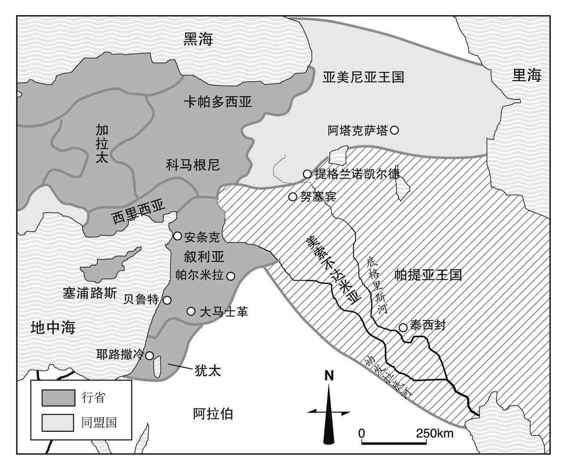 黑海
里海
亚美尼亚王国
卡帕多西亚
阿塔克萨塔
加拉太
科马根尼
提格兰诺凯尔德
努塞宾
西里西亚
安条克
叙利亚
美索不达米亚
底格里斯河
帕提亚王国
帕尔米拉
塞浦路斯
贝鲁特
大马士革
泰西封
地中海
耶路撒冷
幼发拉底河
犹太
N
行省
同盟国
阿拉伯
0 250km